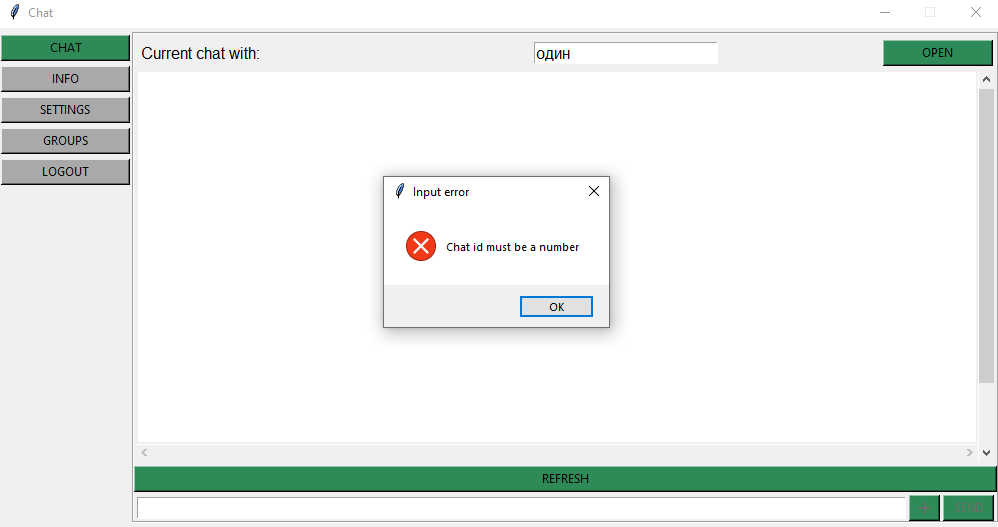 Chat
CHAT
INFO
SETTINGS
GROUPS
LOGOUT
Current chat with:
один
OPEN
Input error
Chat id must be a number
OK
REFRESH
+
SEND